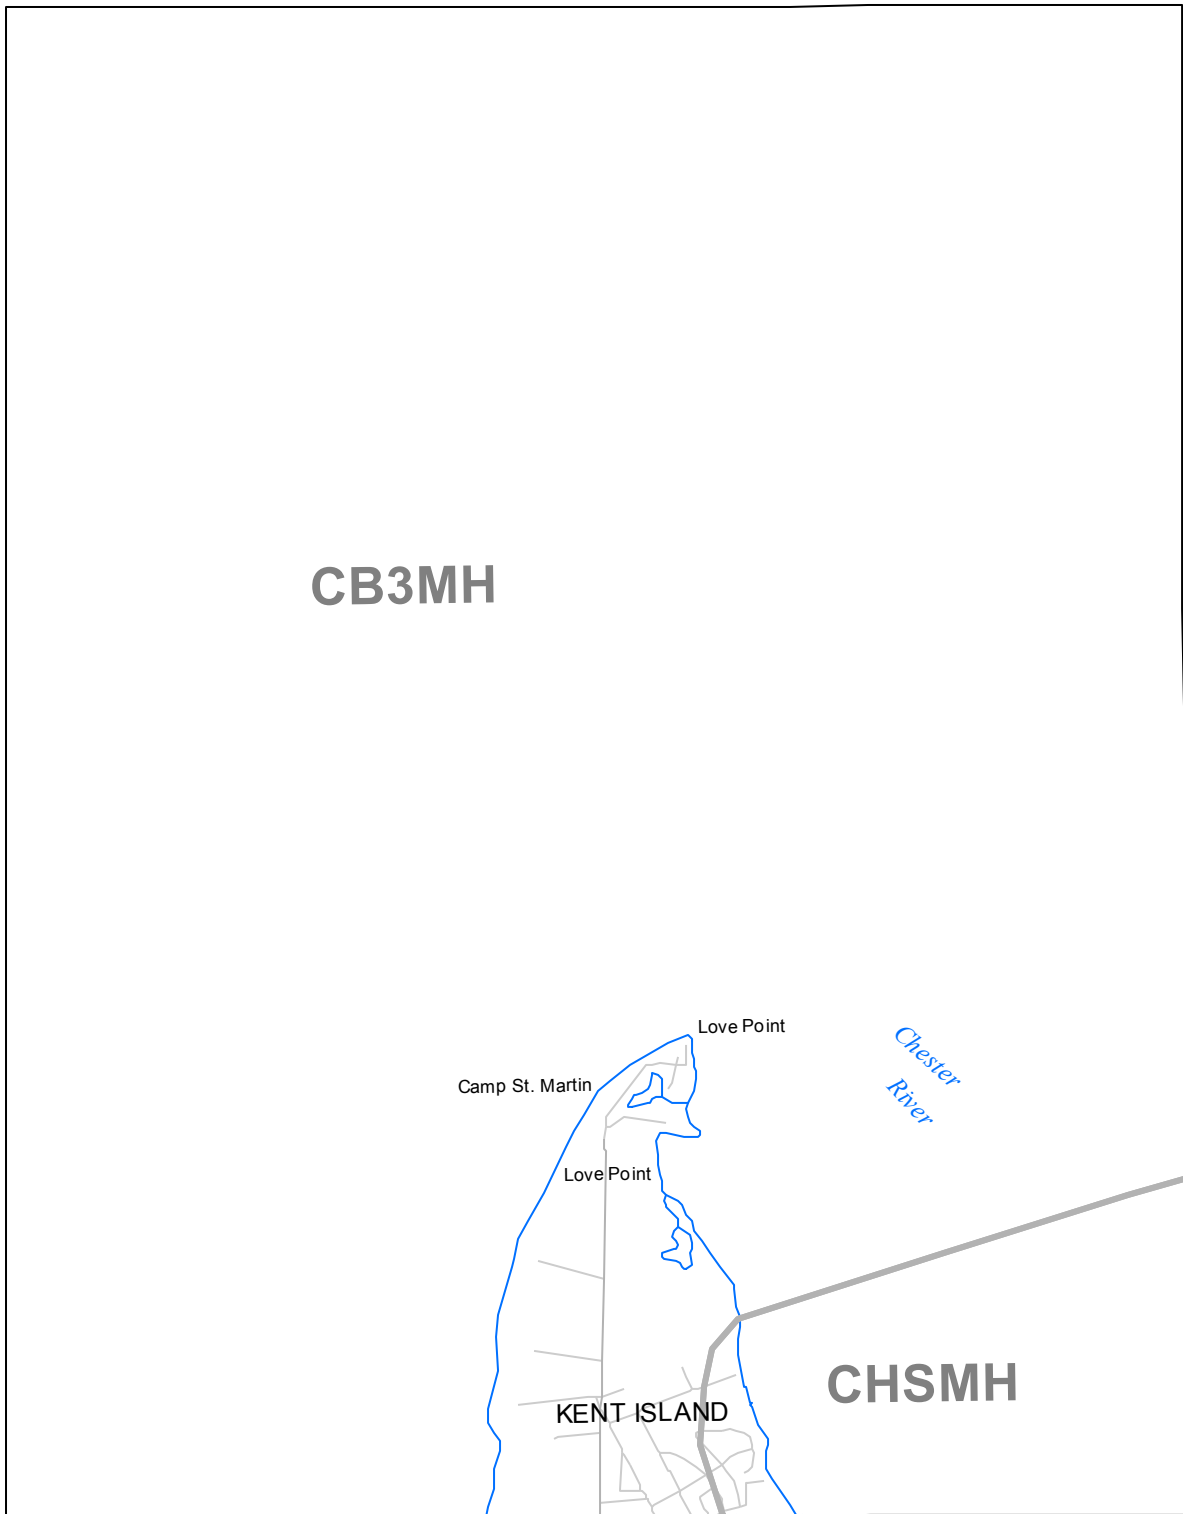 CB3MH
Love Point
Chester
River
Camp St. Martin
Love Point
CHSMH
KENT ISLAND